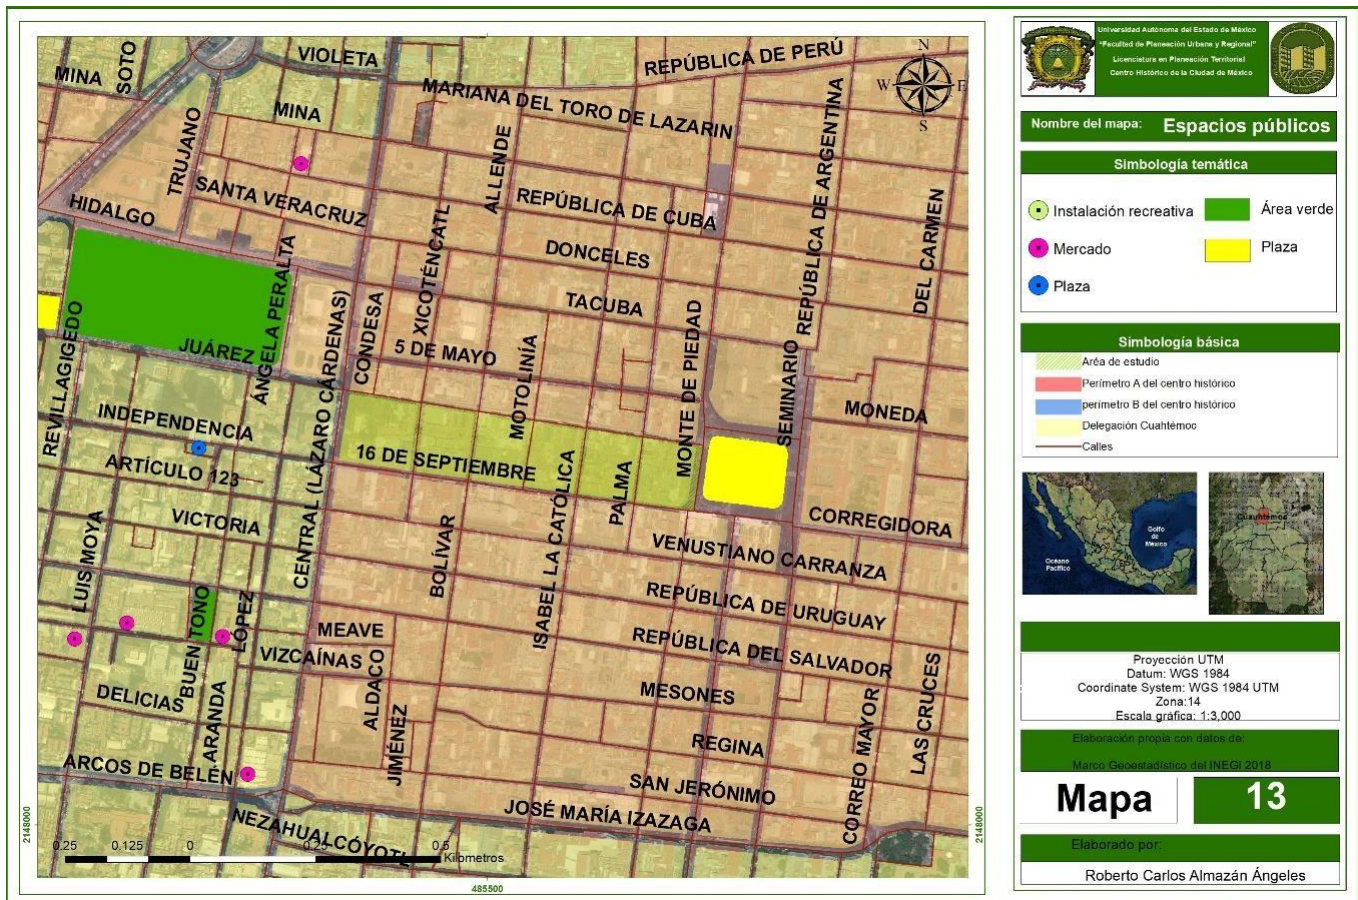 VIOLETA
REPÚBLICA DE PERÚ
MINA
SOTO
MINA
MARIANA DEL TORO DE LAZARIN
N
W
E
S
TRUJANO
ALLENDE
REPÚBLICA DE ARGENTINA
SANTA VERACRUZ
REPÚBLICA DE CUBA
HIDALGO
DONCELES
DEL CARMEN
XICOTÉNCATL
ÁNGELA PERALTA
TACUBA
CONDESA
MONTE DE PIEDAD
SEMINARIO
JUÁREZ
5 DE MAYO
MOTOLINÍA
REVILLAGIGEDO
MONEDA
INDEPENDENCIA
CENTRAL (LÁZARO CÁRDENAS)
16 DE SEPTIEMBRE
ARTÍCULO 123
ISABEL LA CATÓLICA
PALMA
VICTORIA
CORREGIDORA
BOLÍVAR
VENUSTIANO CARRANZA
LUIS MOYA
REPÚBLICA DE URUGUAY
BUEN TONO
LÓPEZ
MEAVE
REPÚBLICA DEL SALVADOR
VIZCAÍNAS
DELICIAS
ARANDA
ALDACO
MESONES
LAS CRUCES
JIMÉNEZ
REGINA
CORREO MAYOR
ARCOS DE BELÉN
SAN JERÓNIMO
JOSÉ MARÍA IZAZAGA
NEZAHUALCÓYOTL
0.25 0.125 0 0.25 0.5
Kilometros
2148000
2148000
485500
Universidad Autónoma del Estado de México
"Facultad de Planeación Urbana y Regional"
Licenciatura en Planeación Territorial
Centro Histórico de la Ciudad de México
Nombre del mapa: Espacios públicos
Simbología temática
Instalación recreativa
Área verde
Mercado
Plaza
Plaza
Simbología básica
Aréa de estudio
Perímetro A del centro histórico
perímetro B del centro histórico
Delegación Cuahtémoc
Calles
Golfo de México
Océano Pacífico
Cuauhtémoc
Proyección UTM
Datum: WGS 1984
Coordinate System: WGS 1984 UTM
Zona:14
Escala gráfica: 1:3,000
Elaboración propia con datos de:
Marco Geoestadístico del INEGI 2018
Mapa 13
Elaborado por:
Roberto Carlos Almazán Ángeles